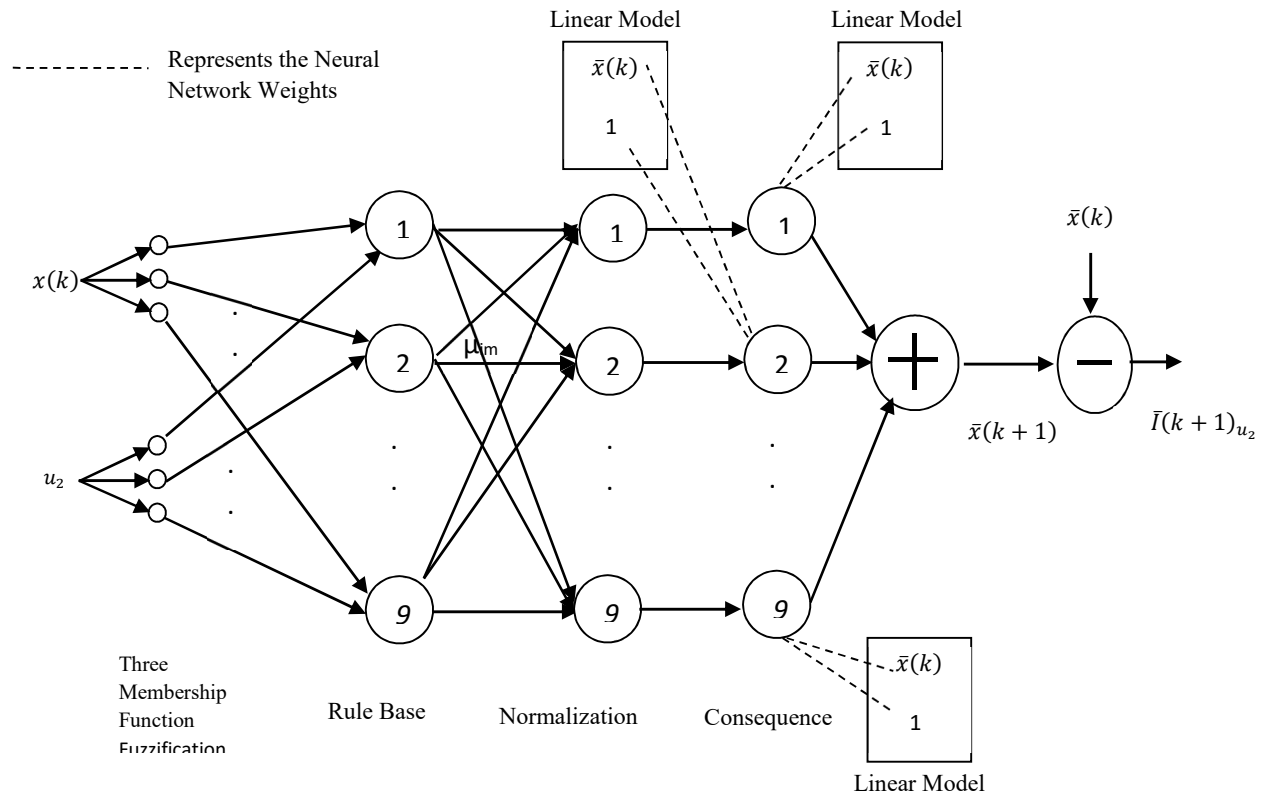 Linear Model
Linear Model
Represents the Neural
Network Weights
x̄(k)
1
x̄(k)
1
x̄(k)
x(k)
1
1
1
μim
2
2
2
x̄(k+1)
Ī(k+1)u₂
u₂
9
9
9
Three
Membership
Function
Fuzzification
Rule Base
Normalization
Consequence
x̄(k)
1
Linear Model